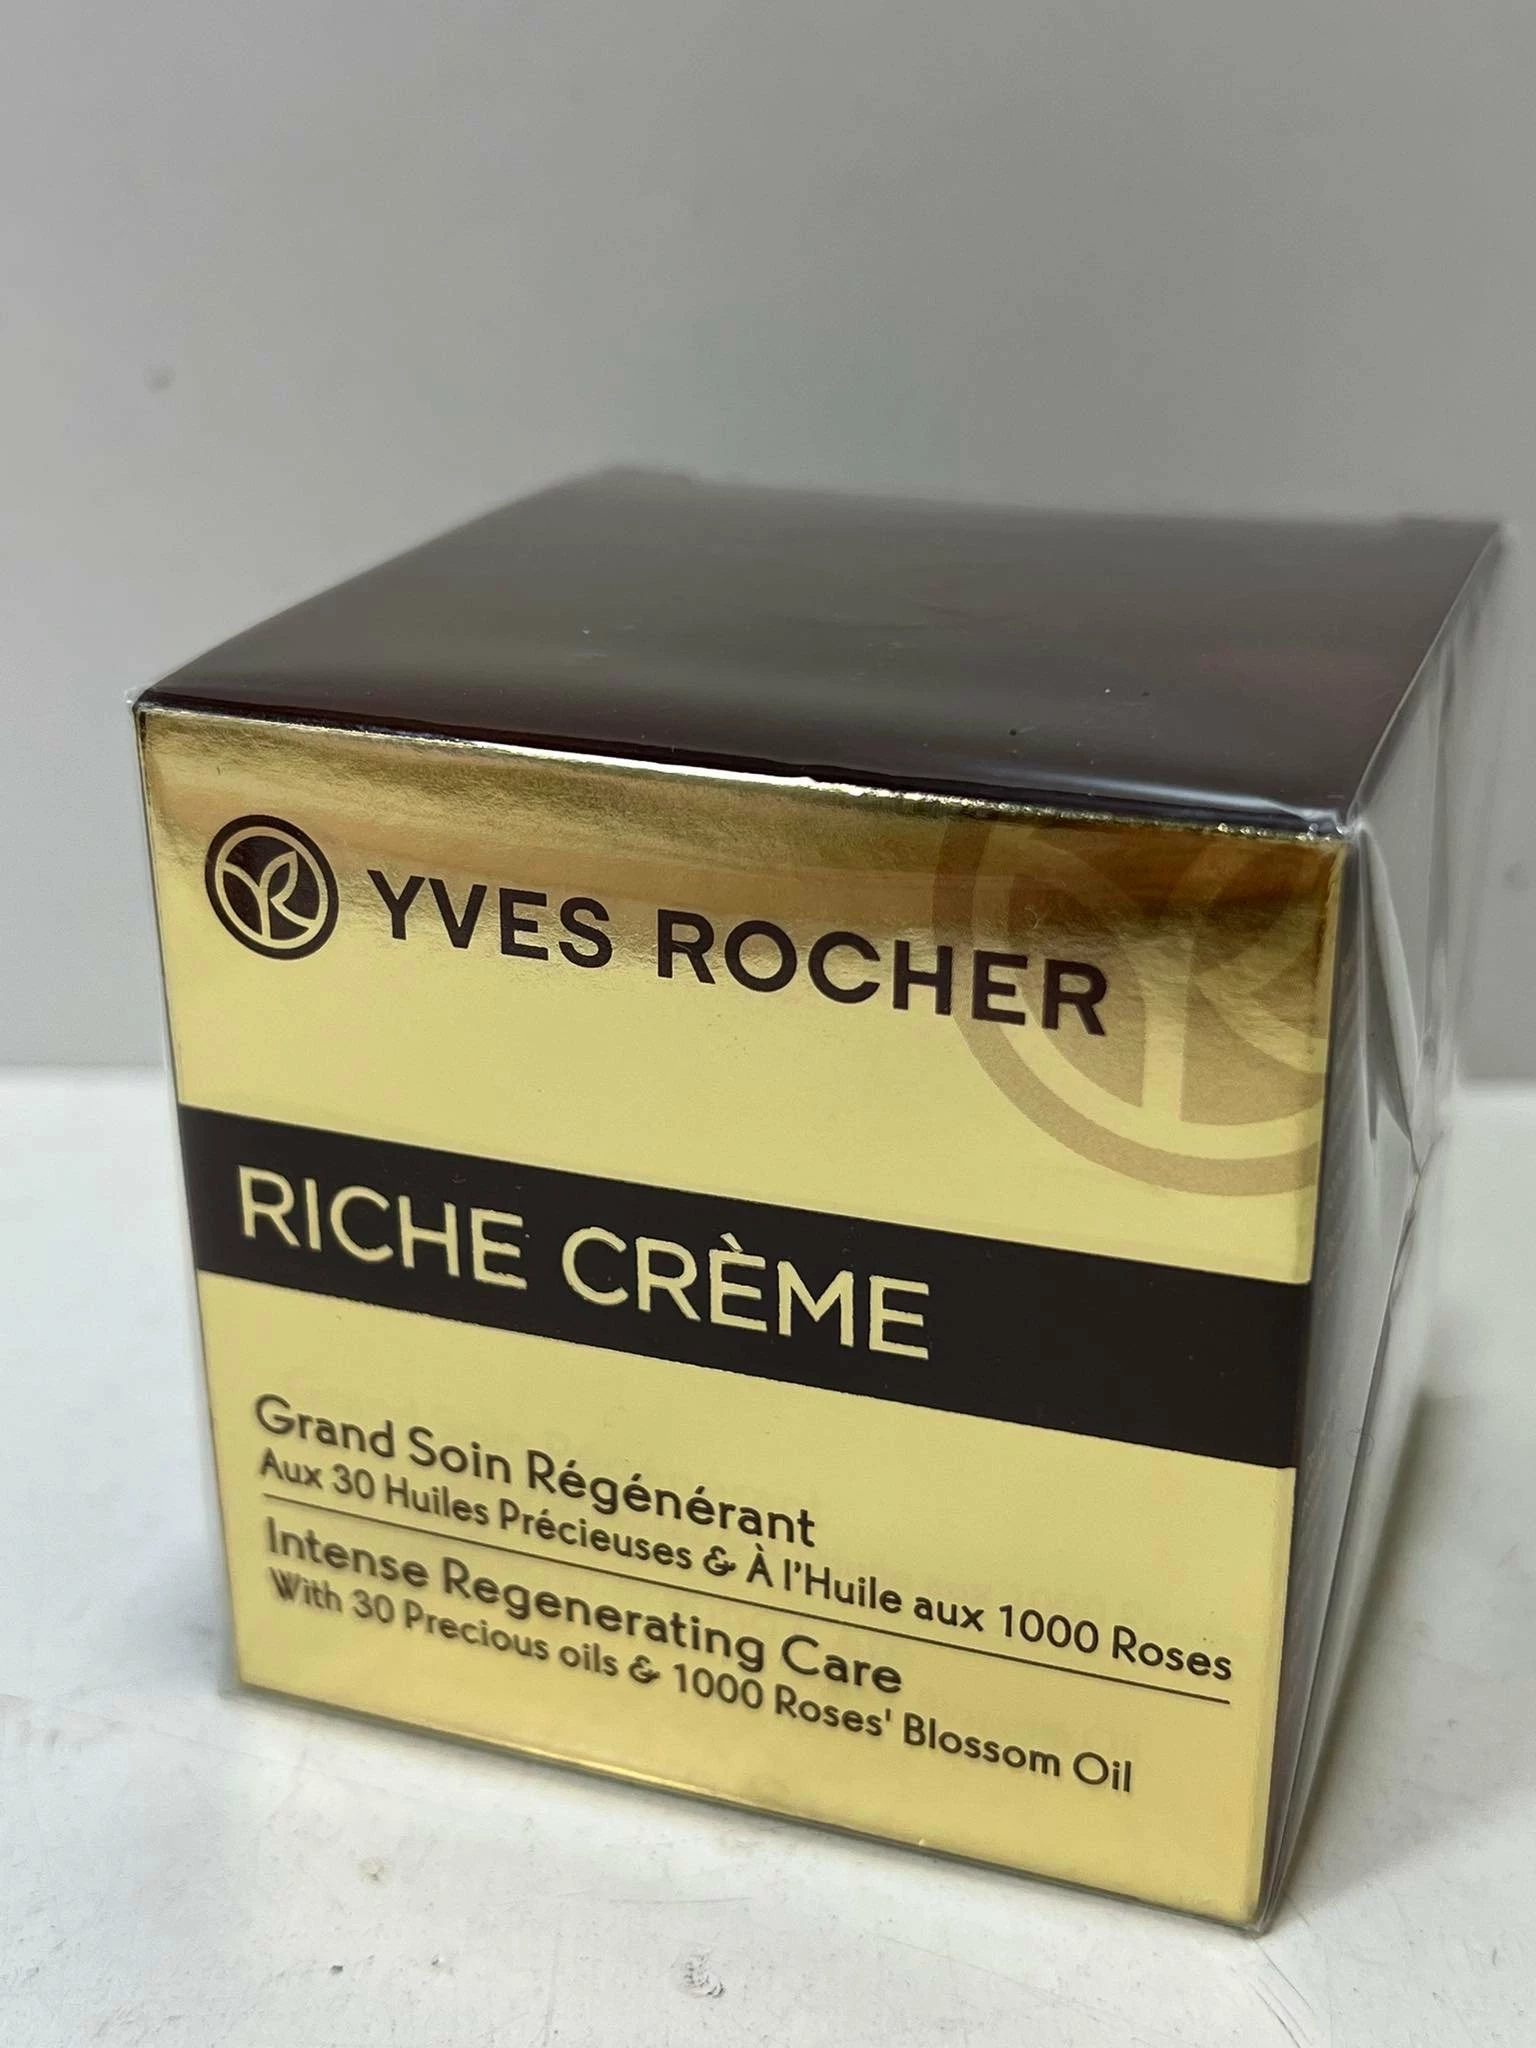 YVES ROCHER
RICHE CRÈME
Grand Soin Régénérant
Aux 30 Huiles Précieuses & À l'Huile aux 1000 Roses
Intense Regenerating Care
With 30 Precious oils & 1000 Roses' Blossom Oil